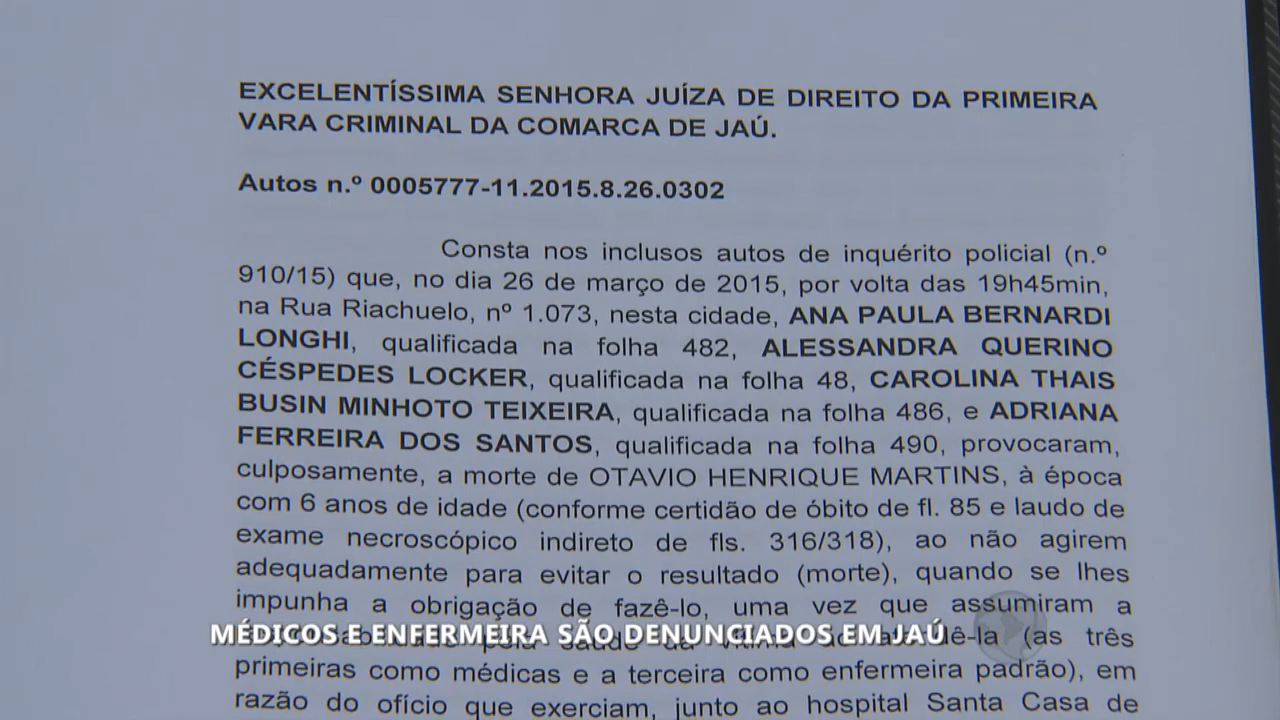 EXCELENTÍSSIMA SENHORA JUÍZA DE DIREITO DA PRIMEIRA
VARA CRIMINAL DA COMARCA DE JAÚ.
Autos n.º 0005777-11.2015.8.26.0302
Consta nos inclusos autos de inquérito policial (n.º
910/15) que, no dia 26 de março de 2015, por volta das 19h45min,
na Rua Riachuelo, nº 1.073, nesta cidade, ANA PAULA BERNARDI
LONGHI, qualificada na folha 482, ALESSANDRA QUERINO
CÉSPEDES LOCKER, qualificada na folha 48, CAROLINA THAIS
BUSIN MINHOTO TEIXEIRA, qualificada na folha 486, e ADRIANA
FERREIRA DOS SANTOS, qualificada na folha 490, provocaram,
culposamente, a morte de OTAVIO HENRIQUE MARTINS, à época
com 6 anos de idade (conforme certidão de óbito de fl. 85 e laudo de
exame necroscópico indireto de fls. 316/318), ao não agirem
adequadamente para evitar o resultado (morte), quando se lhes
impunha a obrigação de fazê-lo, uma vez que assumiram a
MÉDICOS E ENFERMEIRA SÃO DENUNCIADOS EM JAÚ
(as três
primeiras como médicas e a terceira como enfermeira padrão), em
razão do ofício que exerciam, junto ao hospital Santa Casa de